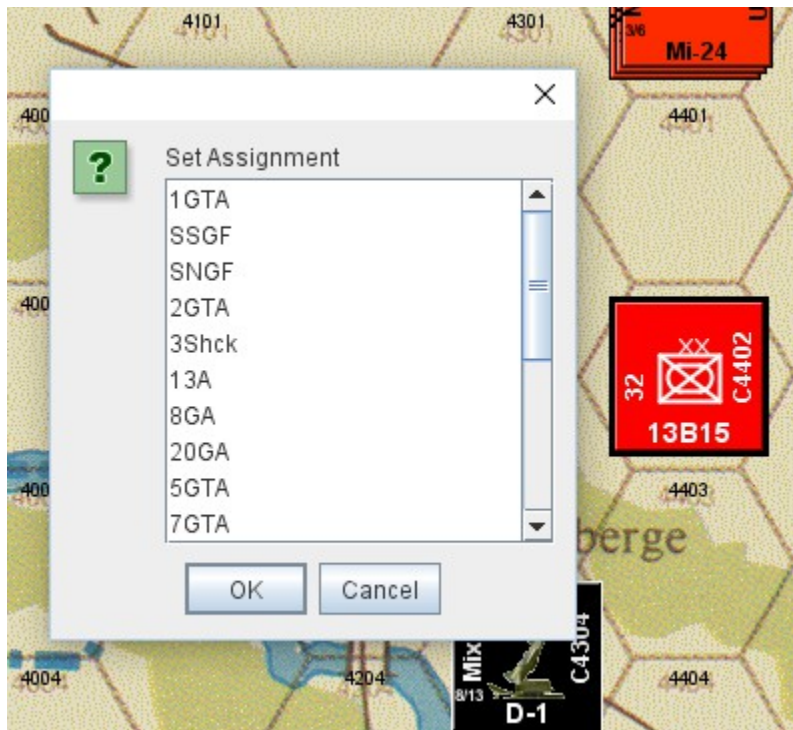 4101
4301
3/6
Mi-24
400
4401
?
Set Assignment
1GTA
SSGF
SNGF
2GTA
3Shck
13A
8GA
20GA
5GTA
7GTA
OK
Cancel
400
32
XX
C4402
13B15
400
4403
berge
4004
4204
Mix
8/13
C4304
D-1
4404